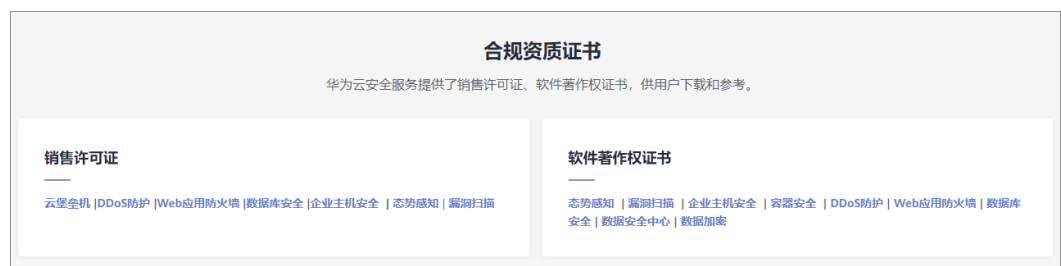 合规资质证书
华为云安全服务提供了销售许可证、软件著作权证书，供用户下载和参考。
销售许可证
云堡垒机 |DDoS防护 |Web应用防火墙 |数据库安全 |企业主机安全 | 态势感知 | 漏洞扫描
软件著作权证书
态势感知 | 漏洞扫描 | 企业主机安全 | 容器安全 | DDoS防护 | Web应用防火墙 | 数据库
安全 | 数据安全中心 | 数据加密